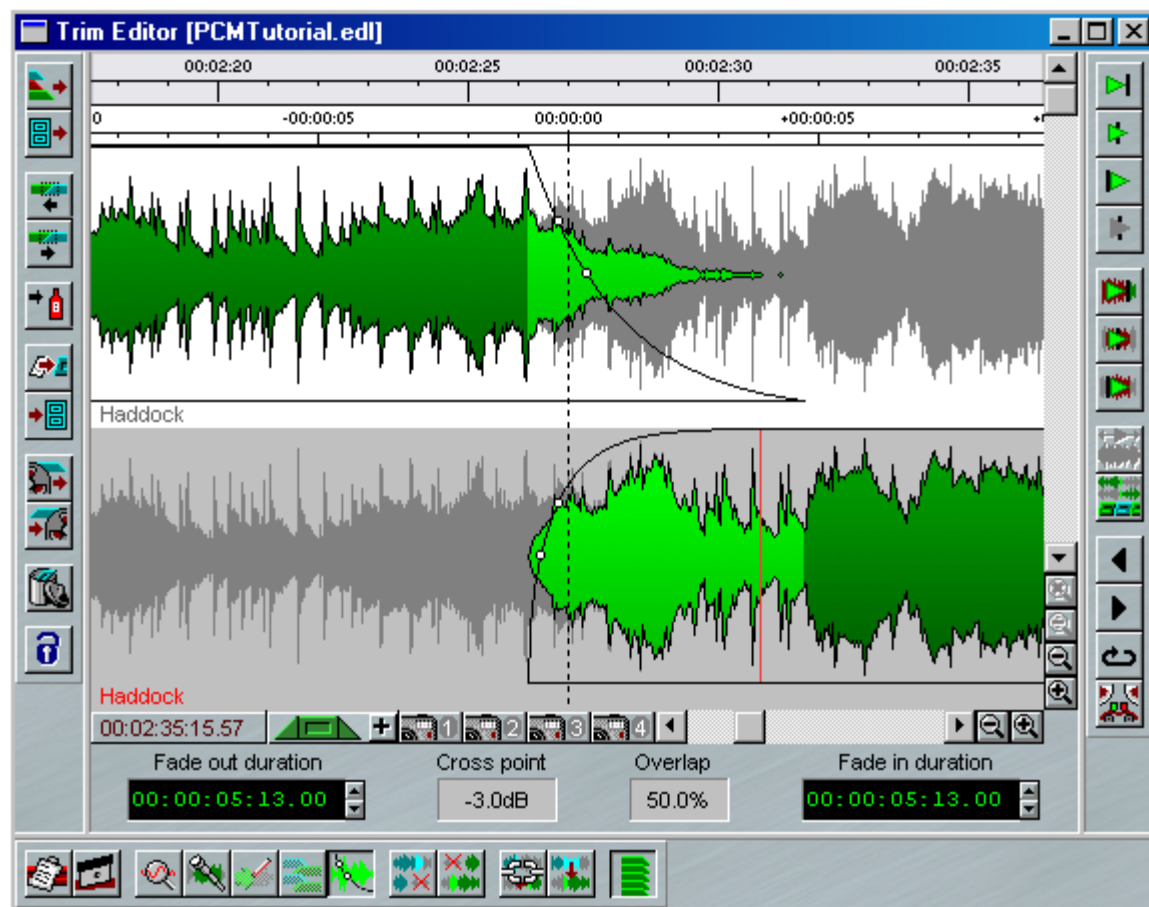 Trim Editor [PCMTutorial.edl]
00:02:20 00:02:25 00:02:30 00:02:35
0 -00:00:05 00:00:00 +00:00:05
Haddock
Haddock
00:02:35:15.57 1 2 3 4
Fade out duration Cross point Overlap Fade in duration
00:00:05:13.00 -3.0dB 50.0% 00:00:05:13.00